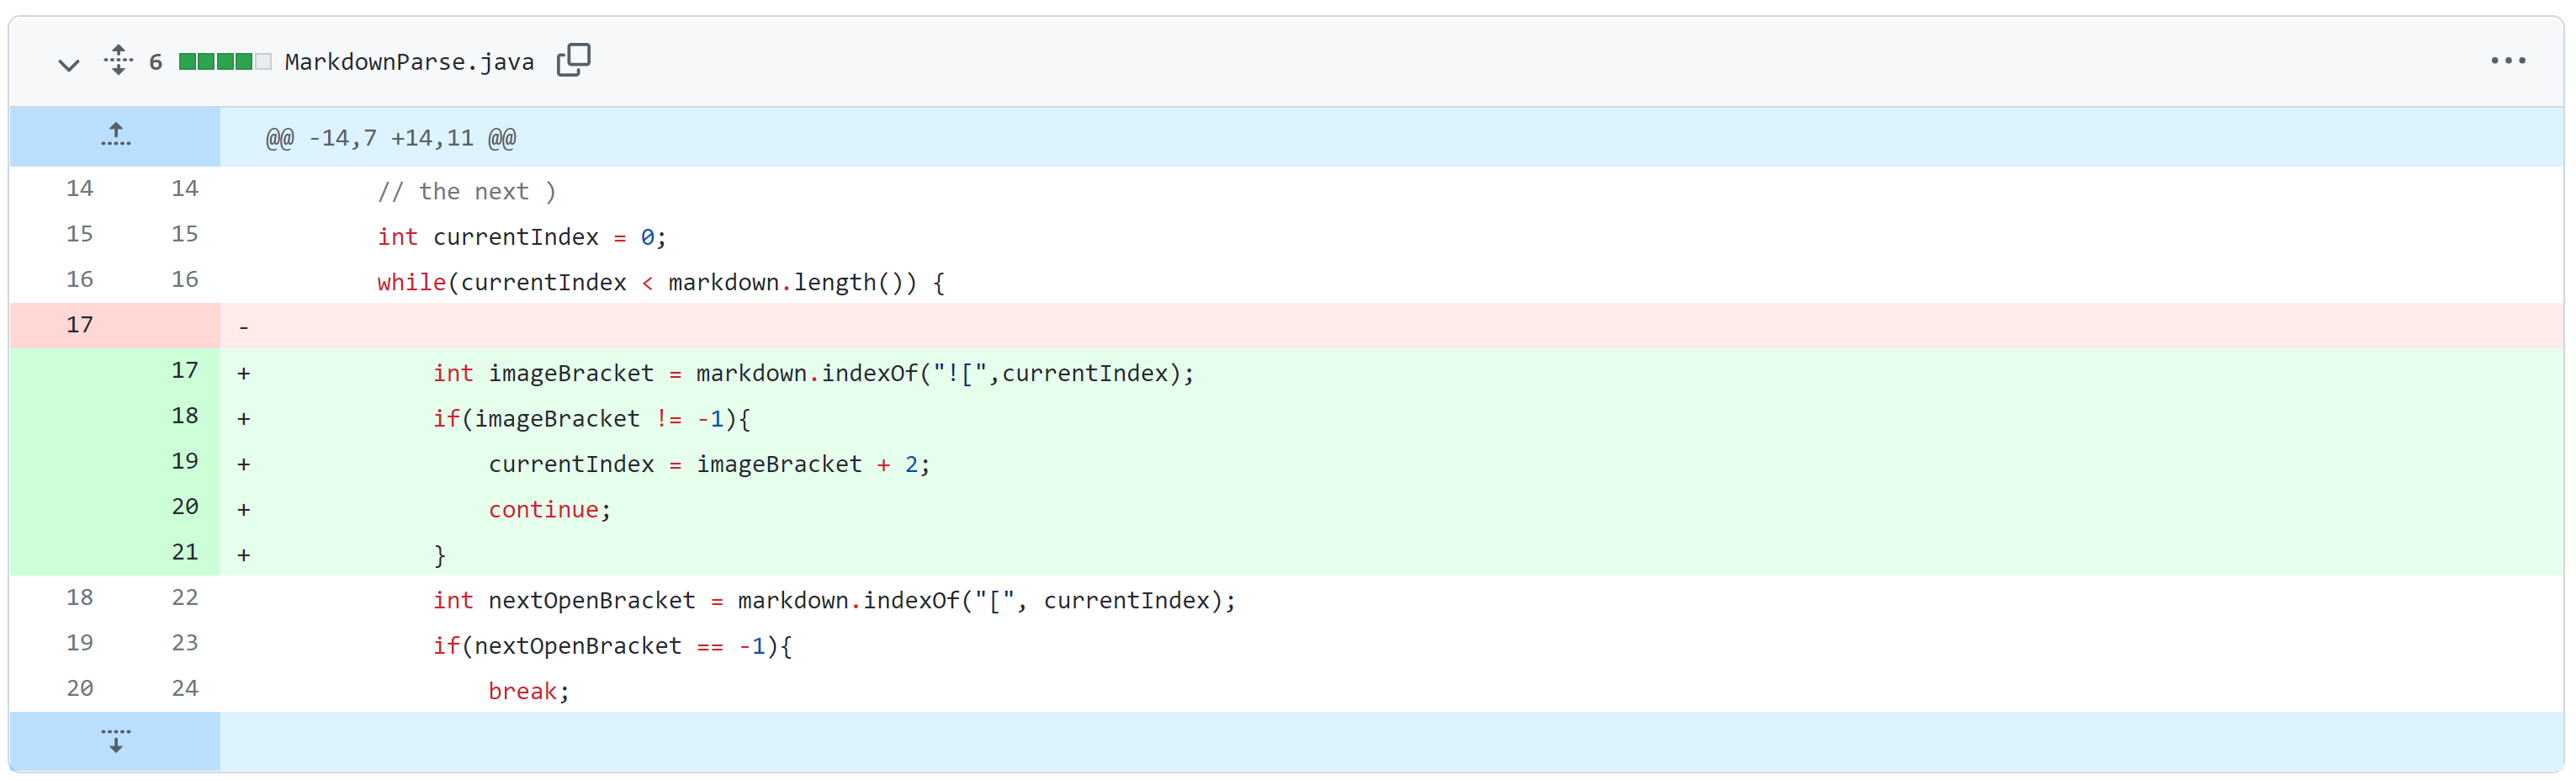 6 MarkdownParse.java
@@ -14,7 +14,11 @@
14 14 // the next )
15 15 int currentIndex = 0;
16 16 while(currentIndex < markdown.length()) {
17 -
17 + int imageBracket = markdown.indexOf("![",currentIndex);
18 + if(imageBracket != -1){
19 + currentIndex = imageBracket + 2;
20 + continue;
21 + }
18 22 int nextOpenBracket = markdown.indexOf("[", currentIndex);
19 23 if(nextOpenBracket == -1){
20 24 break;